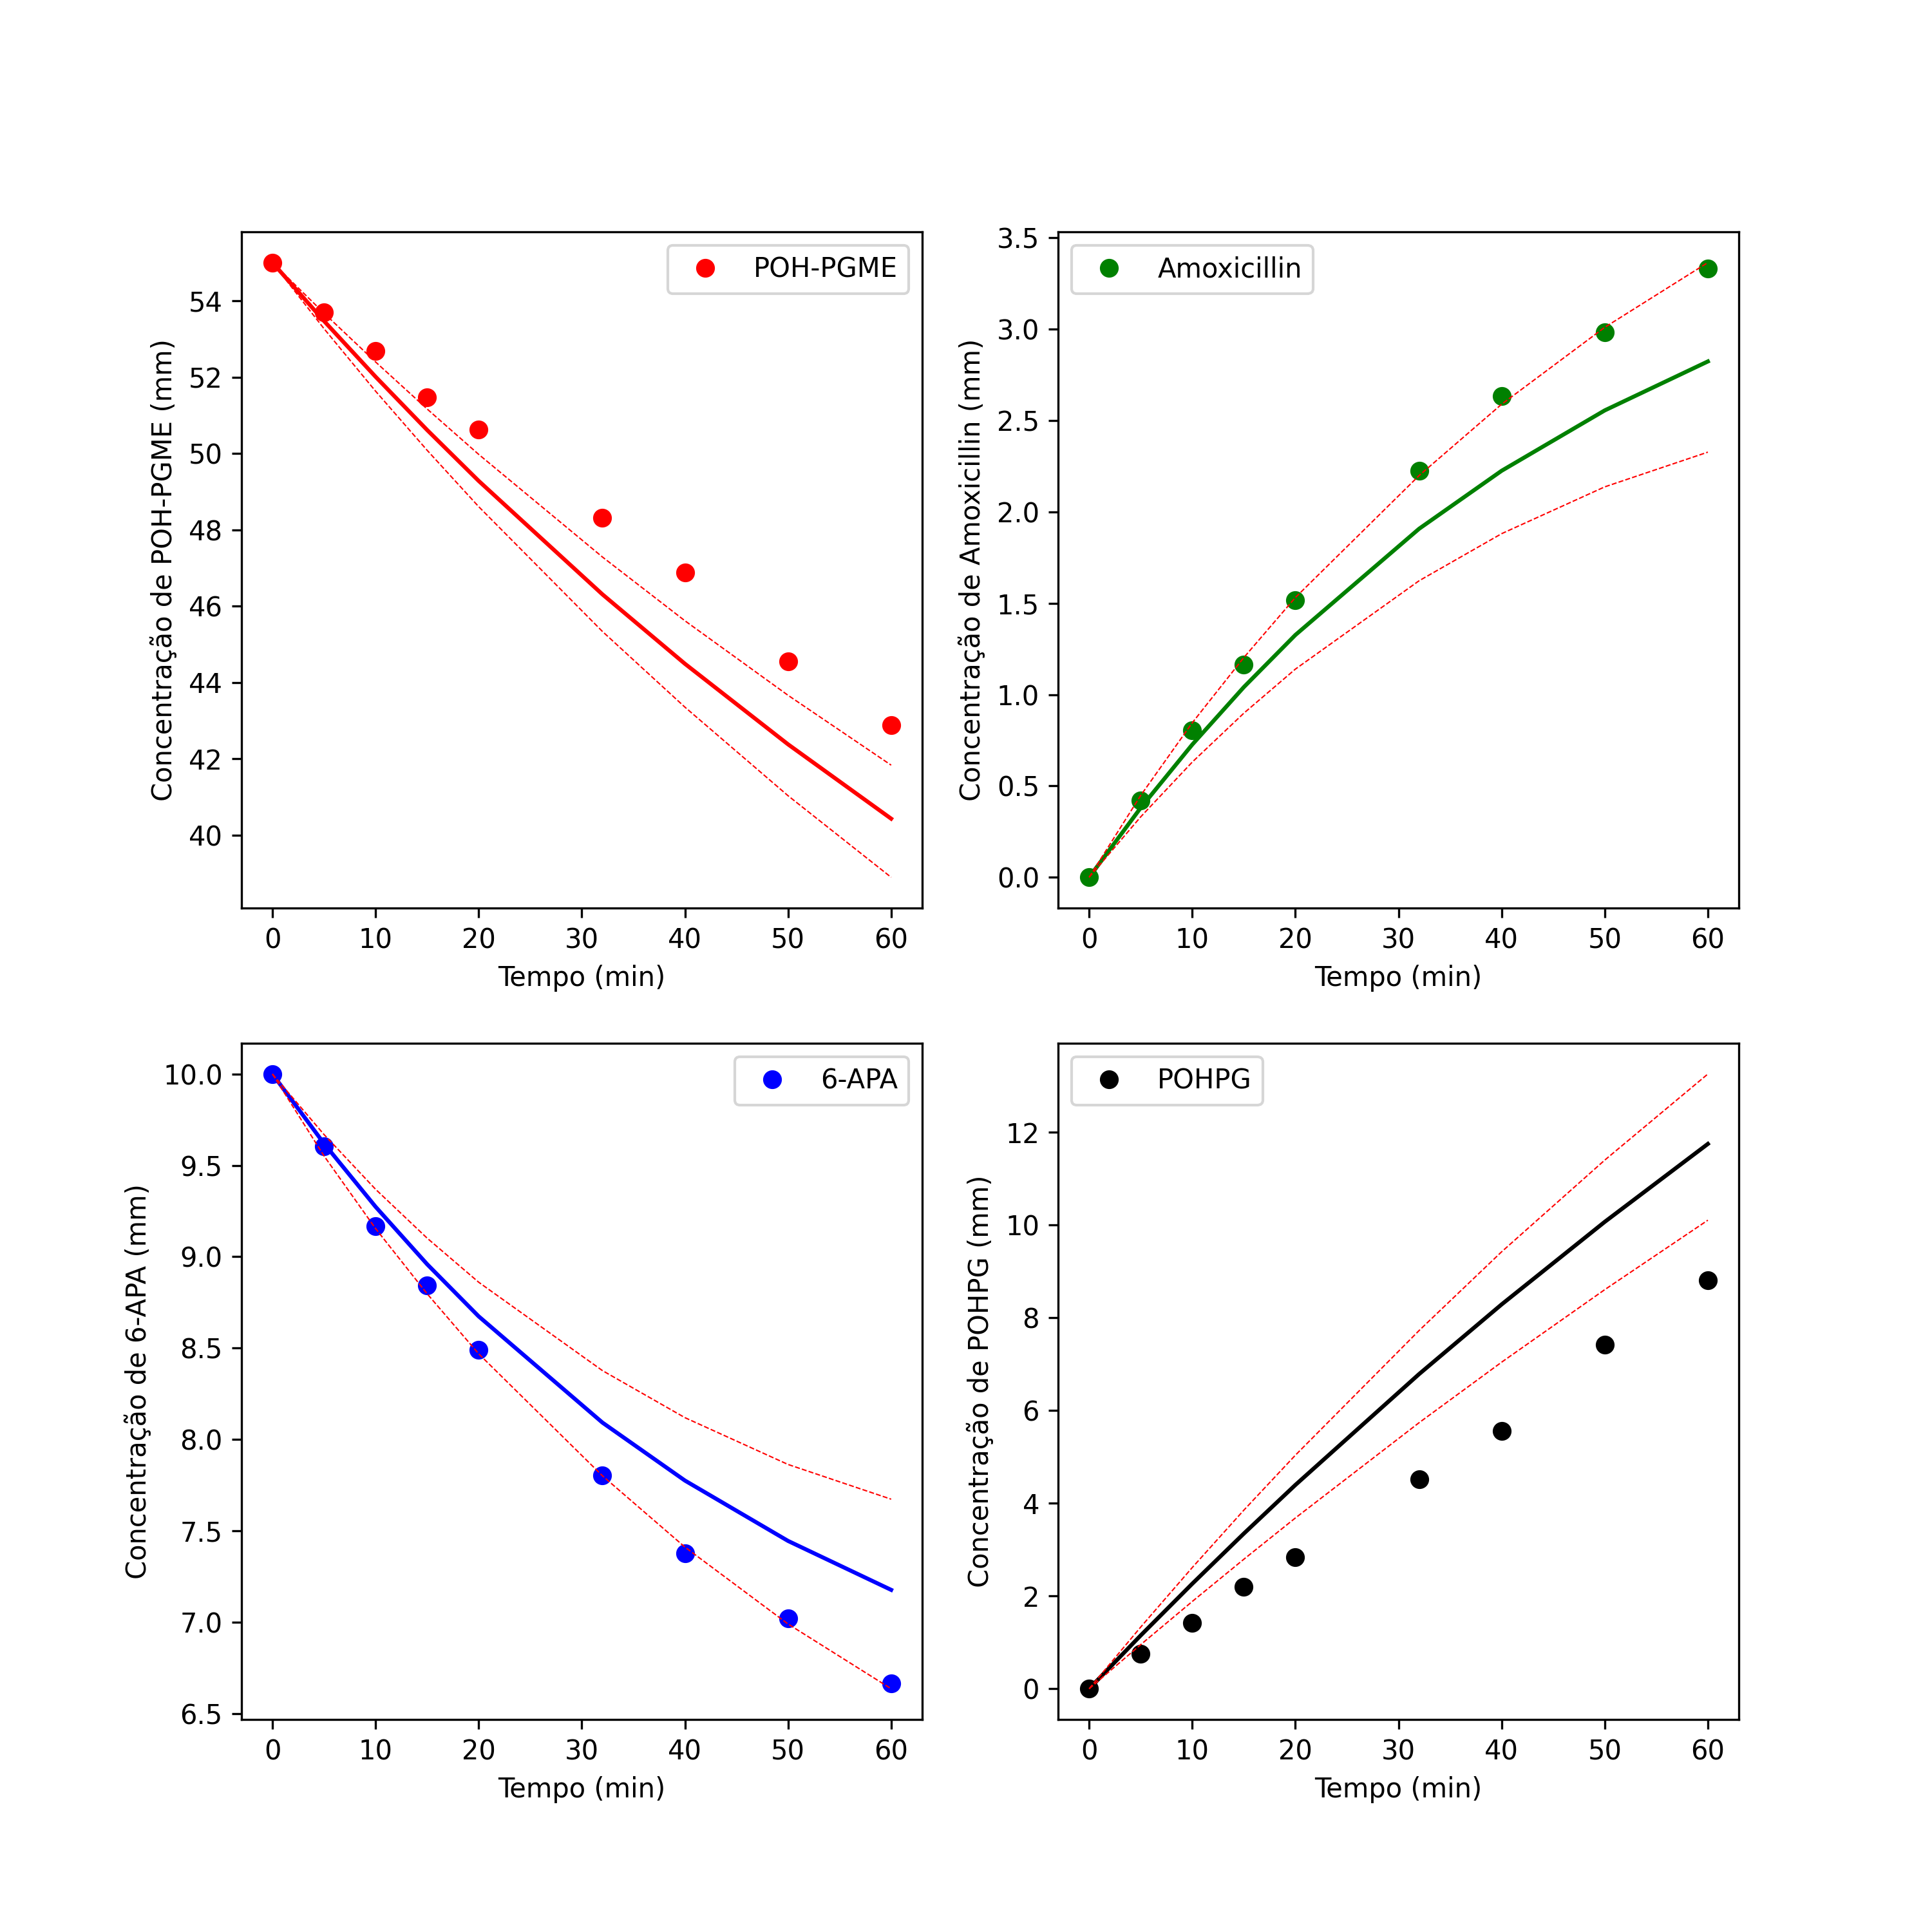 POH-PGME
Concentração de POH-PGME (mm)
54
52
50
48
46
44
42
40
0 10 20 30 40 50 60
Tempo (min)
Amoxicillin
Concentração de Amoxicillin (mm)
3.5
3.0
2.5
2.0
1.5
1.0
0.5
0.0
0 10 20 30 40 50 60
Tempo (min)
6-APA
Concentração de 6-APA (mm)
10.0
9.5
9.0
8.5
8.0
7.5
7.0
6.5
0 10 20 30 40 50 60
Tempo (min)
POHPG
Concentração de POHPG (mm)
12
10
8
6
4
2
0
0 10 20 30 40 50 60
Tempo (min)